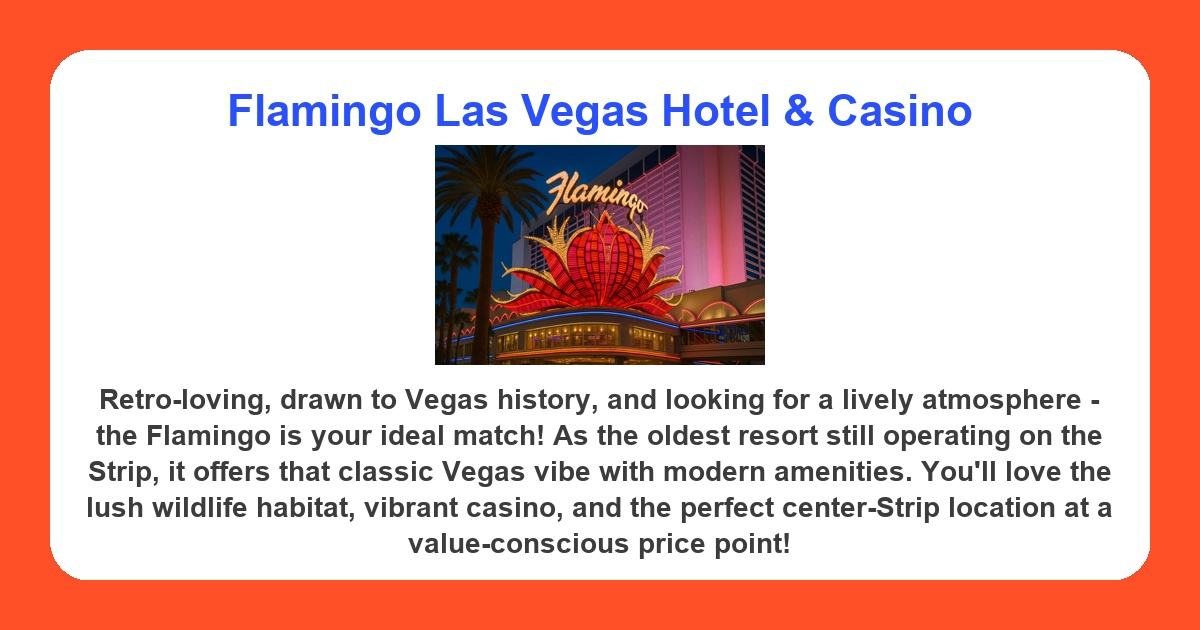 Flamingo Las Vegas Hotel & Casino
Flamingo
Retro-loving, drawn to Vegas history, and looking for a lively atmosphere -
the Flamingo is your ideal match! As the oldest resort still operating on the
Strip, it offers that classic Vegas vibe with modern amenities. You'll love the
lush wildlife habitat, vibrant casino, and the perfect center-Strip location at a
value-conscious price point!